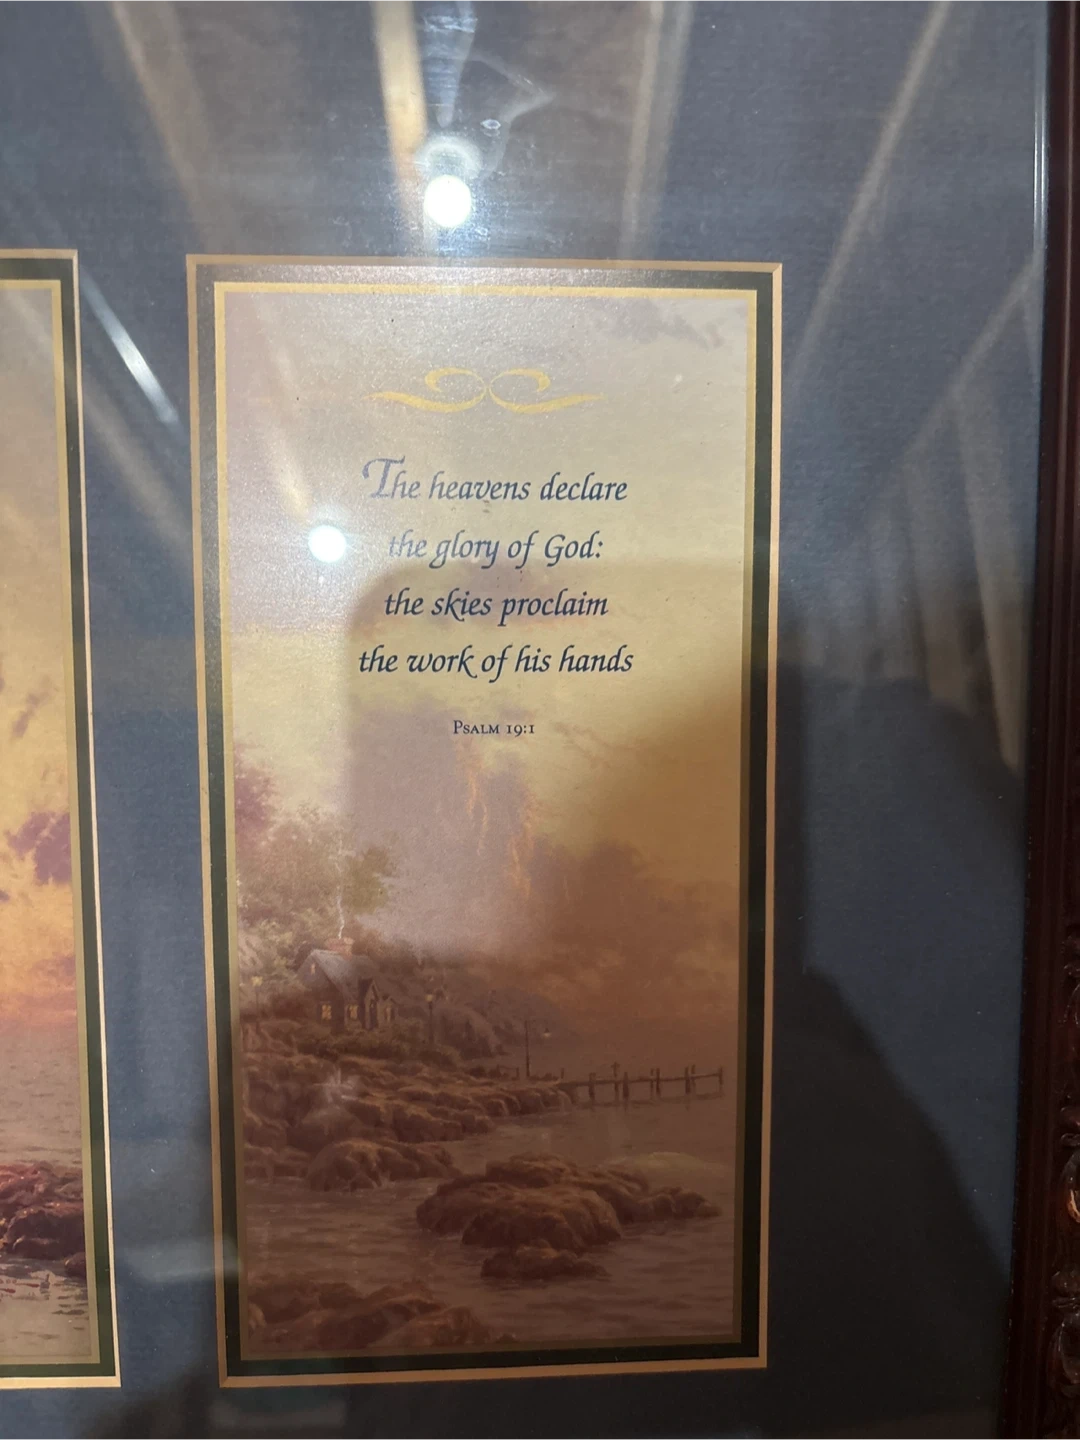 The heavens declare
the glory of God:
the skies proclaim
the work of his hands
Psalm 19:1